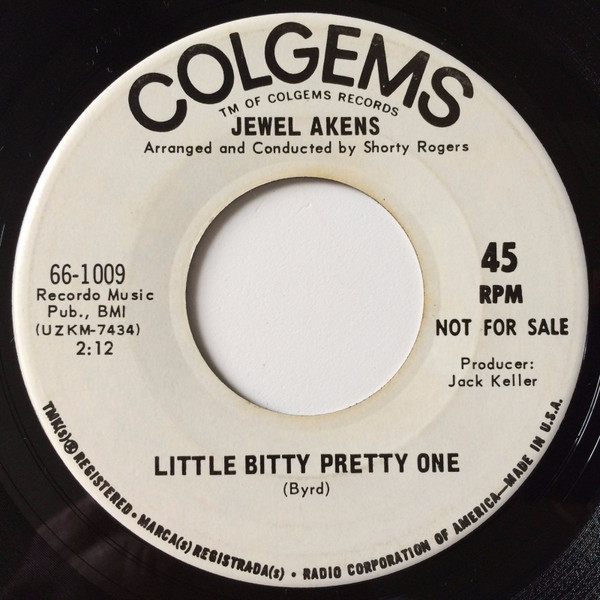 COLGEMS
TM OF COLGEMS RECORDS
JEWEL AKENS
Arranged and Conducted by Shorty Rogers
66-1009
Recordo Music
Pub., BMI
(UZKM-7434)
2:12
45
RPM
NOT FOR SALE
Producer:
Jack Keller
LITTLE BITTY PRETTY ONE
(Byrd)
TMK(s)® REGISTERED • MARCA(s) REGISTRADA(s) • RADIO CORPORATION OF AMERICA—MADE IN U.S.A.